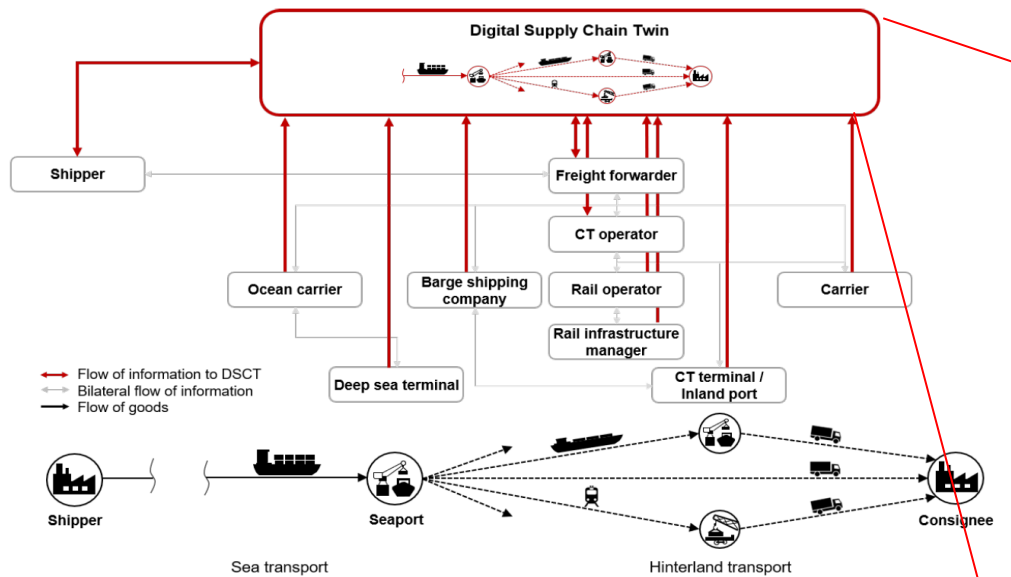 Digital Supply Chain Twin
Shipper
Freight forwarder
CT operator
Ocean carrier
Barge shipping
company
Rail operator
Carrier
Rail infrastructure
manager
Deep sea terminal
CT terminal /
Inland port
Flow of information to DSCT
Bilateral flow of information
Flow of goods
Shipper
Seaport
Consignee
Sea transport
Hinterland transport